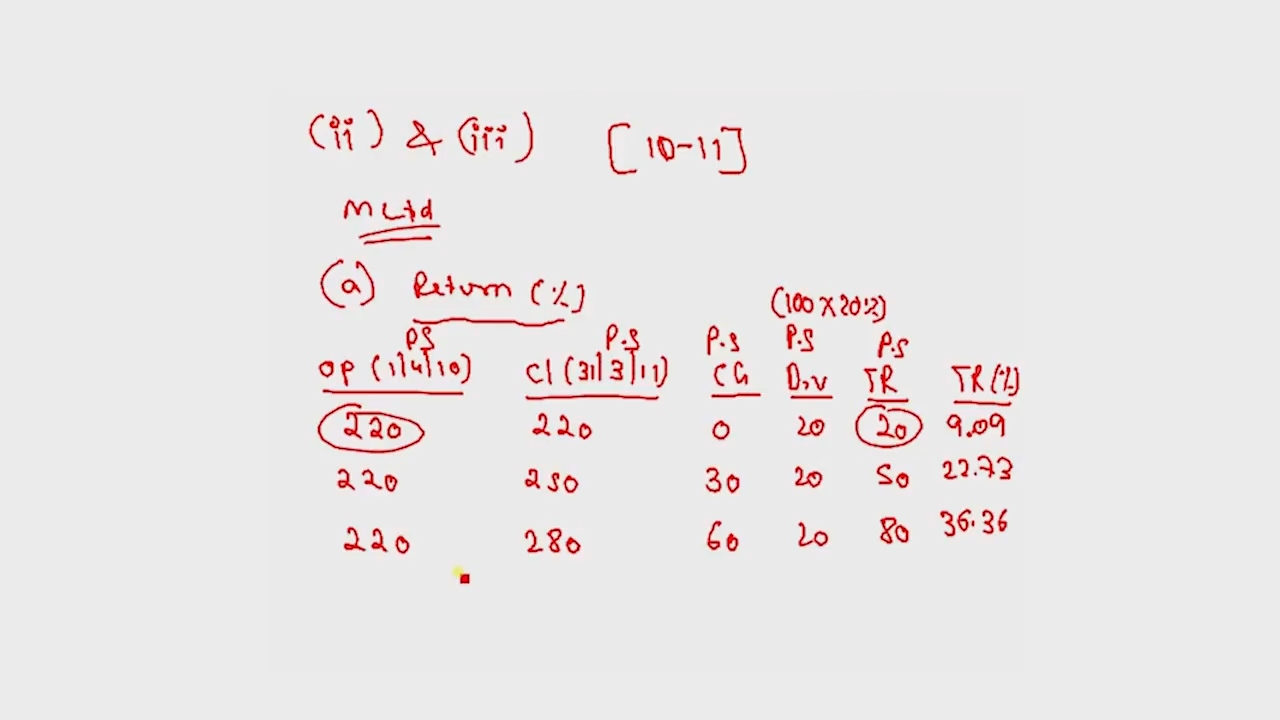 (ii) & (iii) [10-11]
M Ltd
(a) Return (%)
(100 X 20%)
PS P.S P.S P.S P.S
OP (1|4|10) Cl (31|3|11) CG Div TR TR (%)
220 220 0 20 20 9.09
220 250 30 20 50 22.73
220 280 60 20 80 36.36